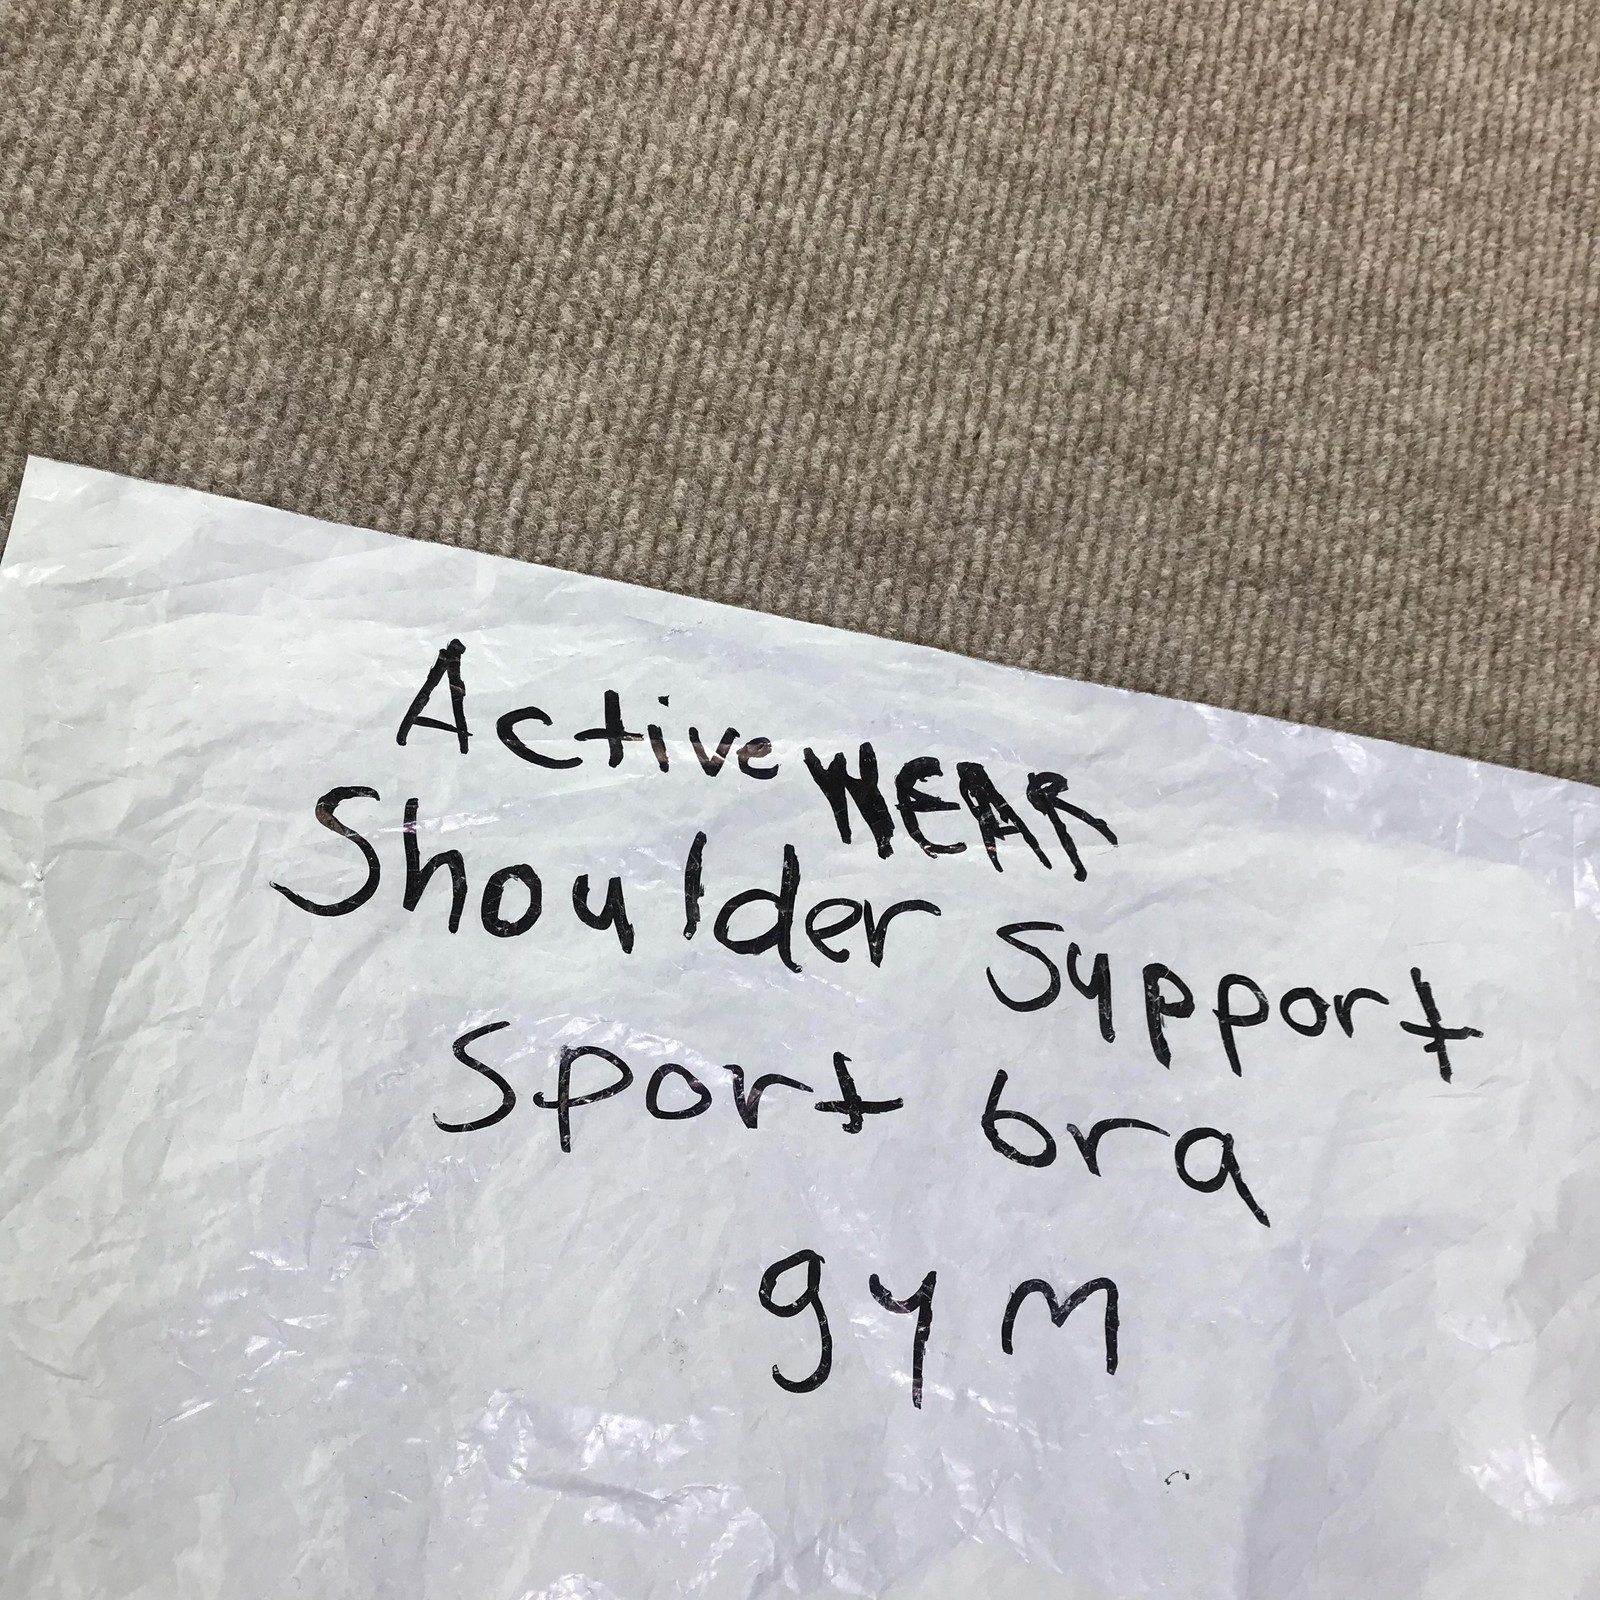 Active WEAR
Shoulder Support
Sport bra
gym